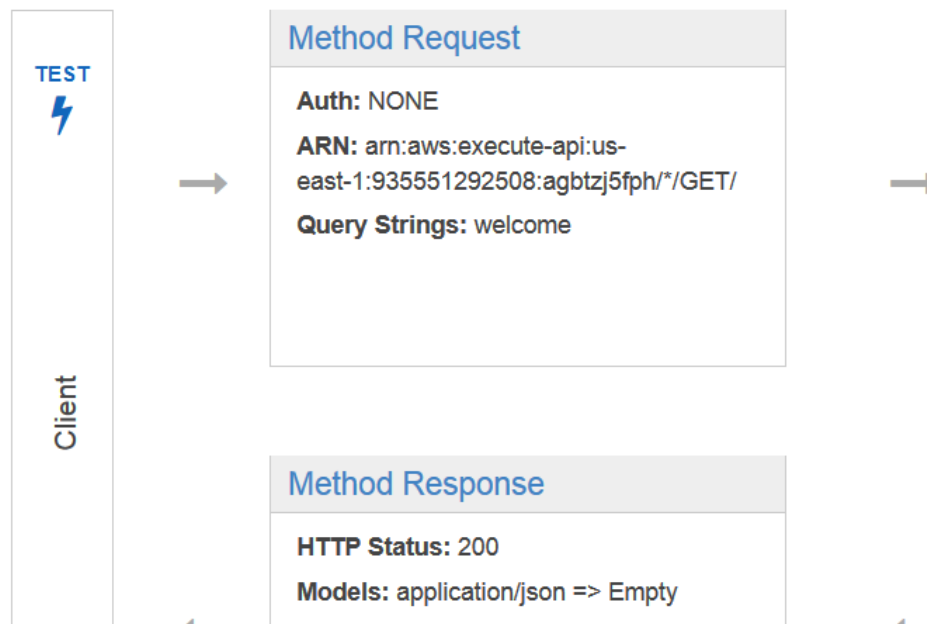 TEST
Client
Method Request
Auth: NONE
ARN: arn:aws:execute-api:us-
east-1:935551292508:agbtzj5fph/*/GET/
Query Strings: welcome
Method Response
HTTP Status: 200
Models: application/json => Empty